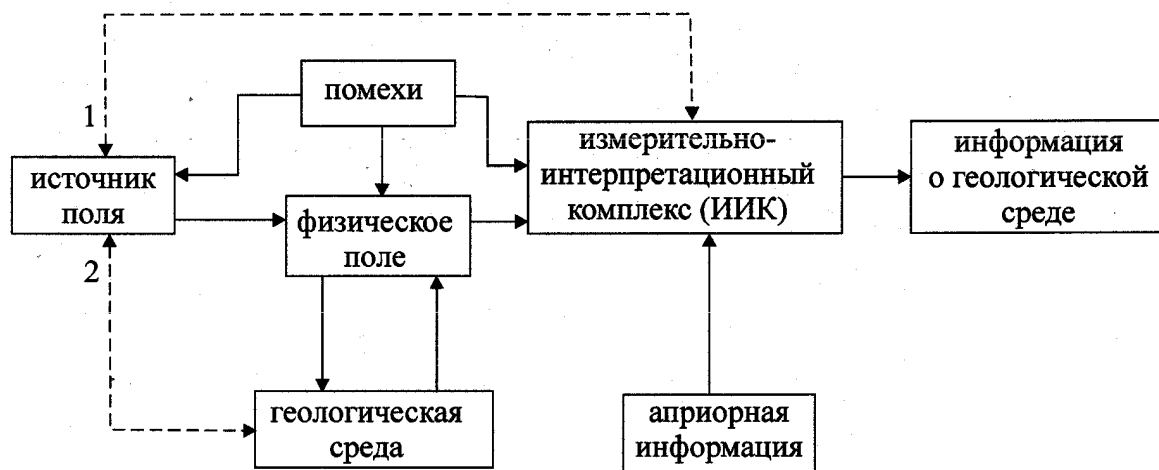 помехи
1
источник
поля
измерительно-
интерпретационный
комплекс (ИИК)
информация
о геологической
среде
физическое
поле
2
геологическая
среда
априорная
информация